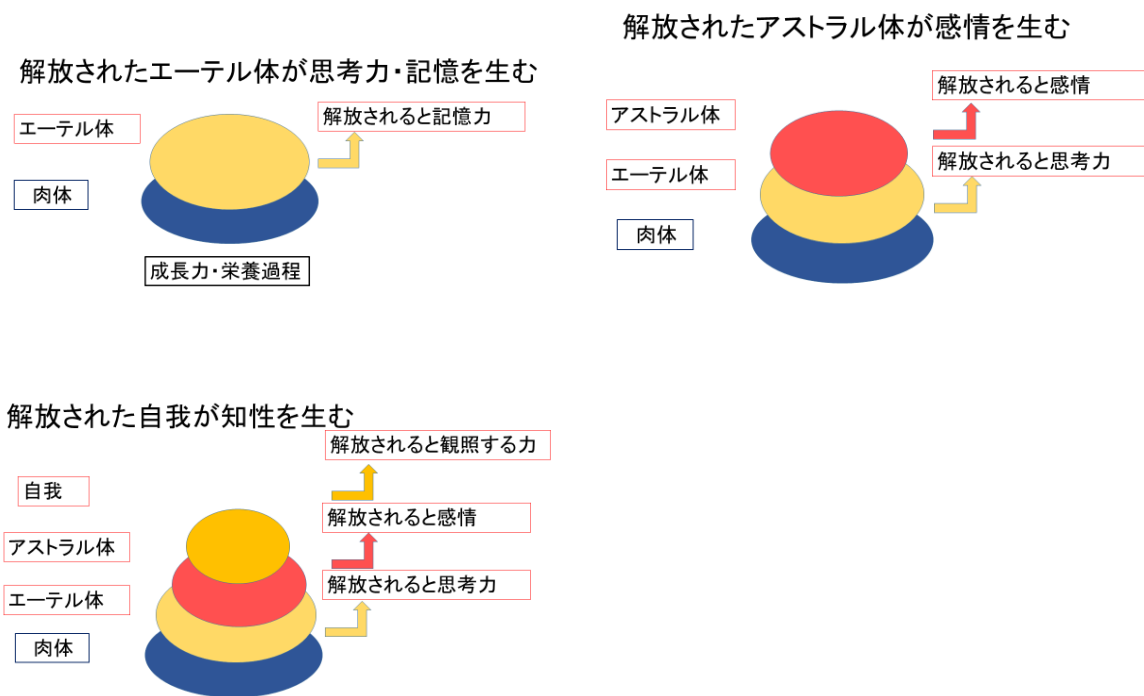 解放されたエーテル体が思考力・記憶を生む
エーテル体
解放されると記憶力
肉体
成長力・栄養過程
解放されたアストラル体が感情を生む
解放されると感情
アストラル体
解放されると思考力
エーテル体
肉体
解放された自我が知性を生む
解放されると観照する力
自我
解放されると感情
アストラル体
解放されると思考力
エーテル体
肉体